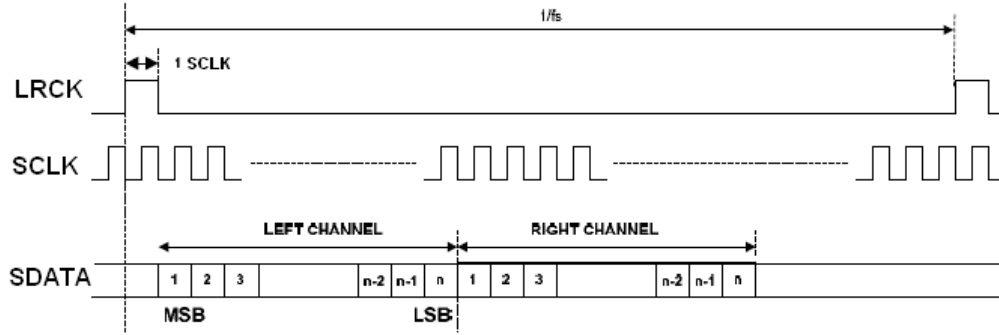 1/fs
1 SCLK
LRCK
SCLK
LEFT CHANNEL RIGHT CHANNEL
SDATA 1 2 3 n-2 n-1 n 1 2 3 n-2 n-1 n
MSB LSB